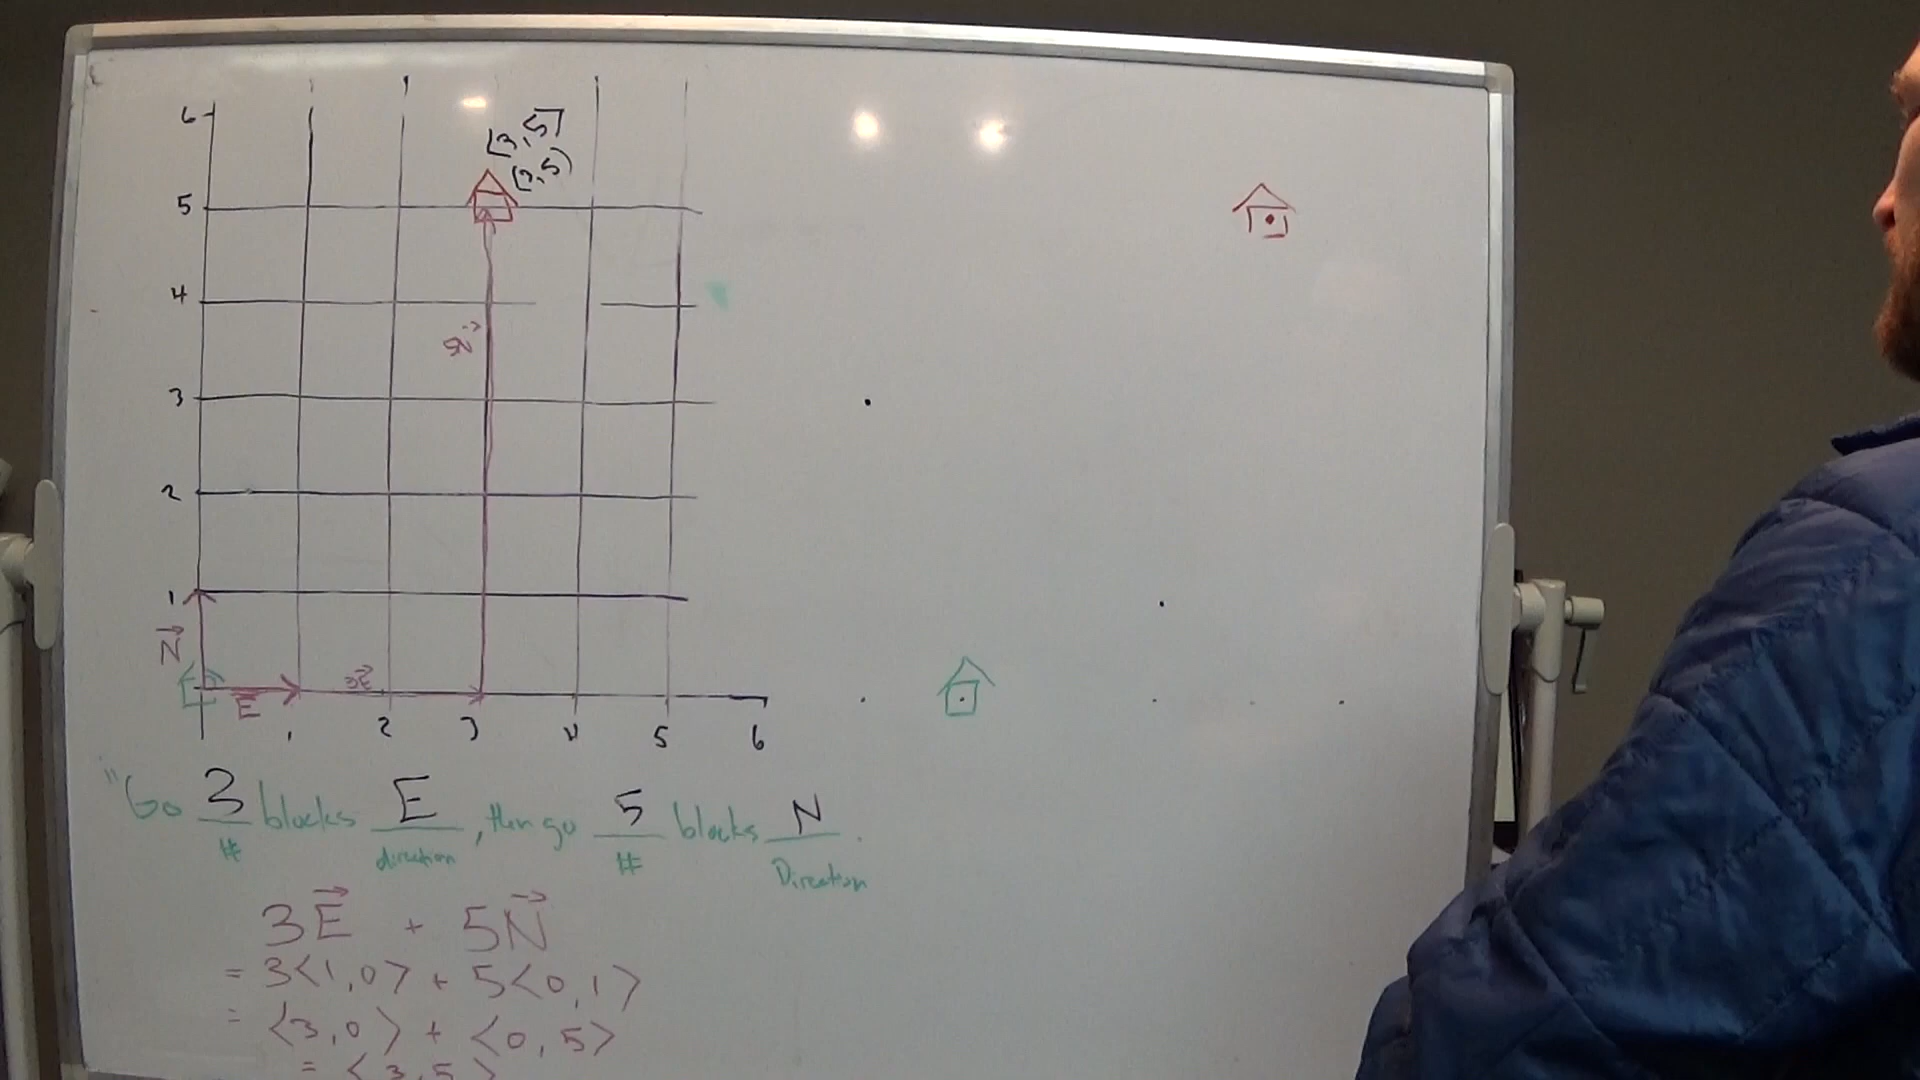 6
[3,5]
(3,5)
5
4
5N
3
2
1
N
E
3E
1 2 3 4 5 6
"Go 3 blocks E, then go 5 blocks N.
# direction # Direction
3E + 5N
= 3<1,0> + 5<0,1>
= <3,0> + <0,5>
= <3,5>